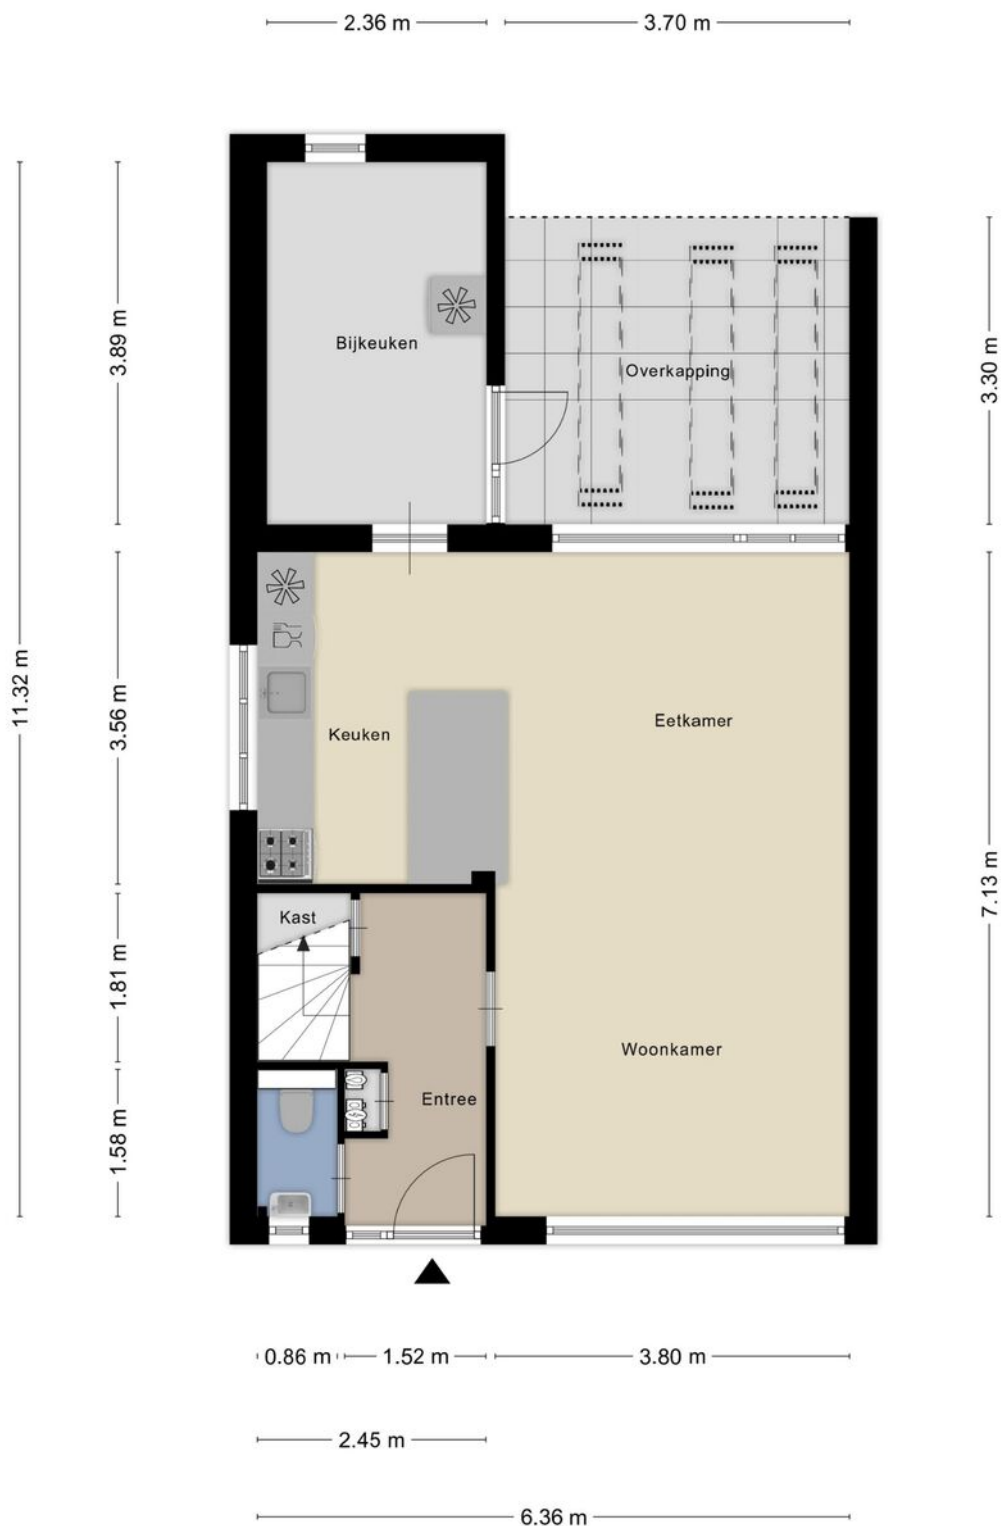 2.36 m
3.70 m
3.89 m
Bijkeuken
3.30 m
Overkapping
11.32 m
3.56 m
Keuken
Eetkamer
7.13 m
Kast
1.81 m
Woonkamer
Entree
1.58 m
0.86 m
1.52 m
3.80 m
2.45 m
6.36 m